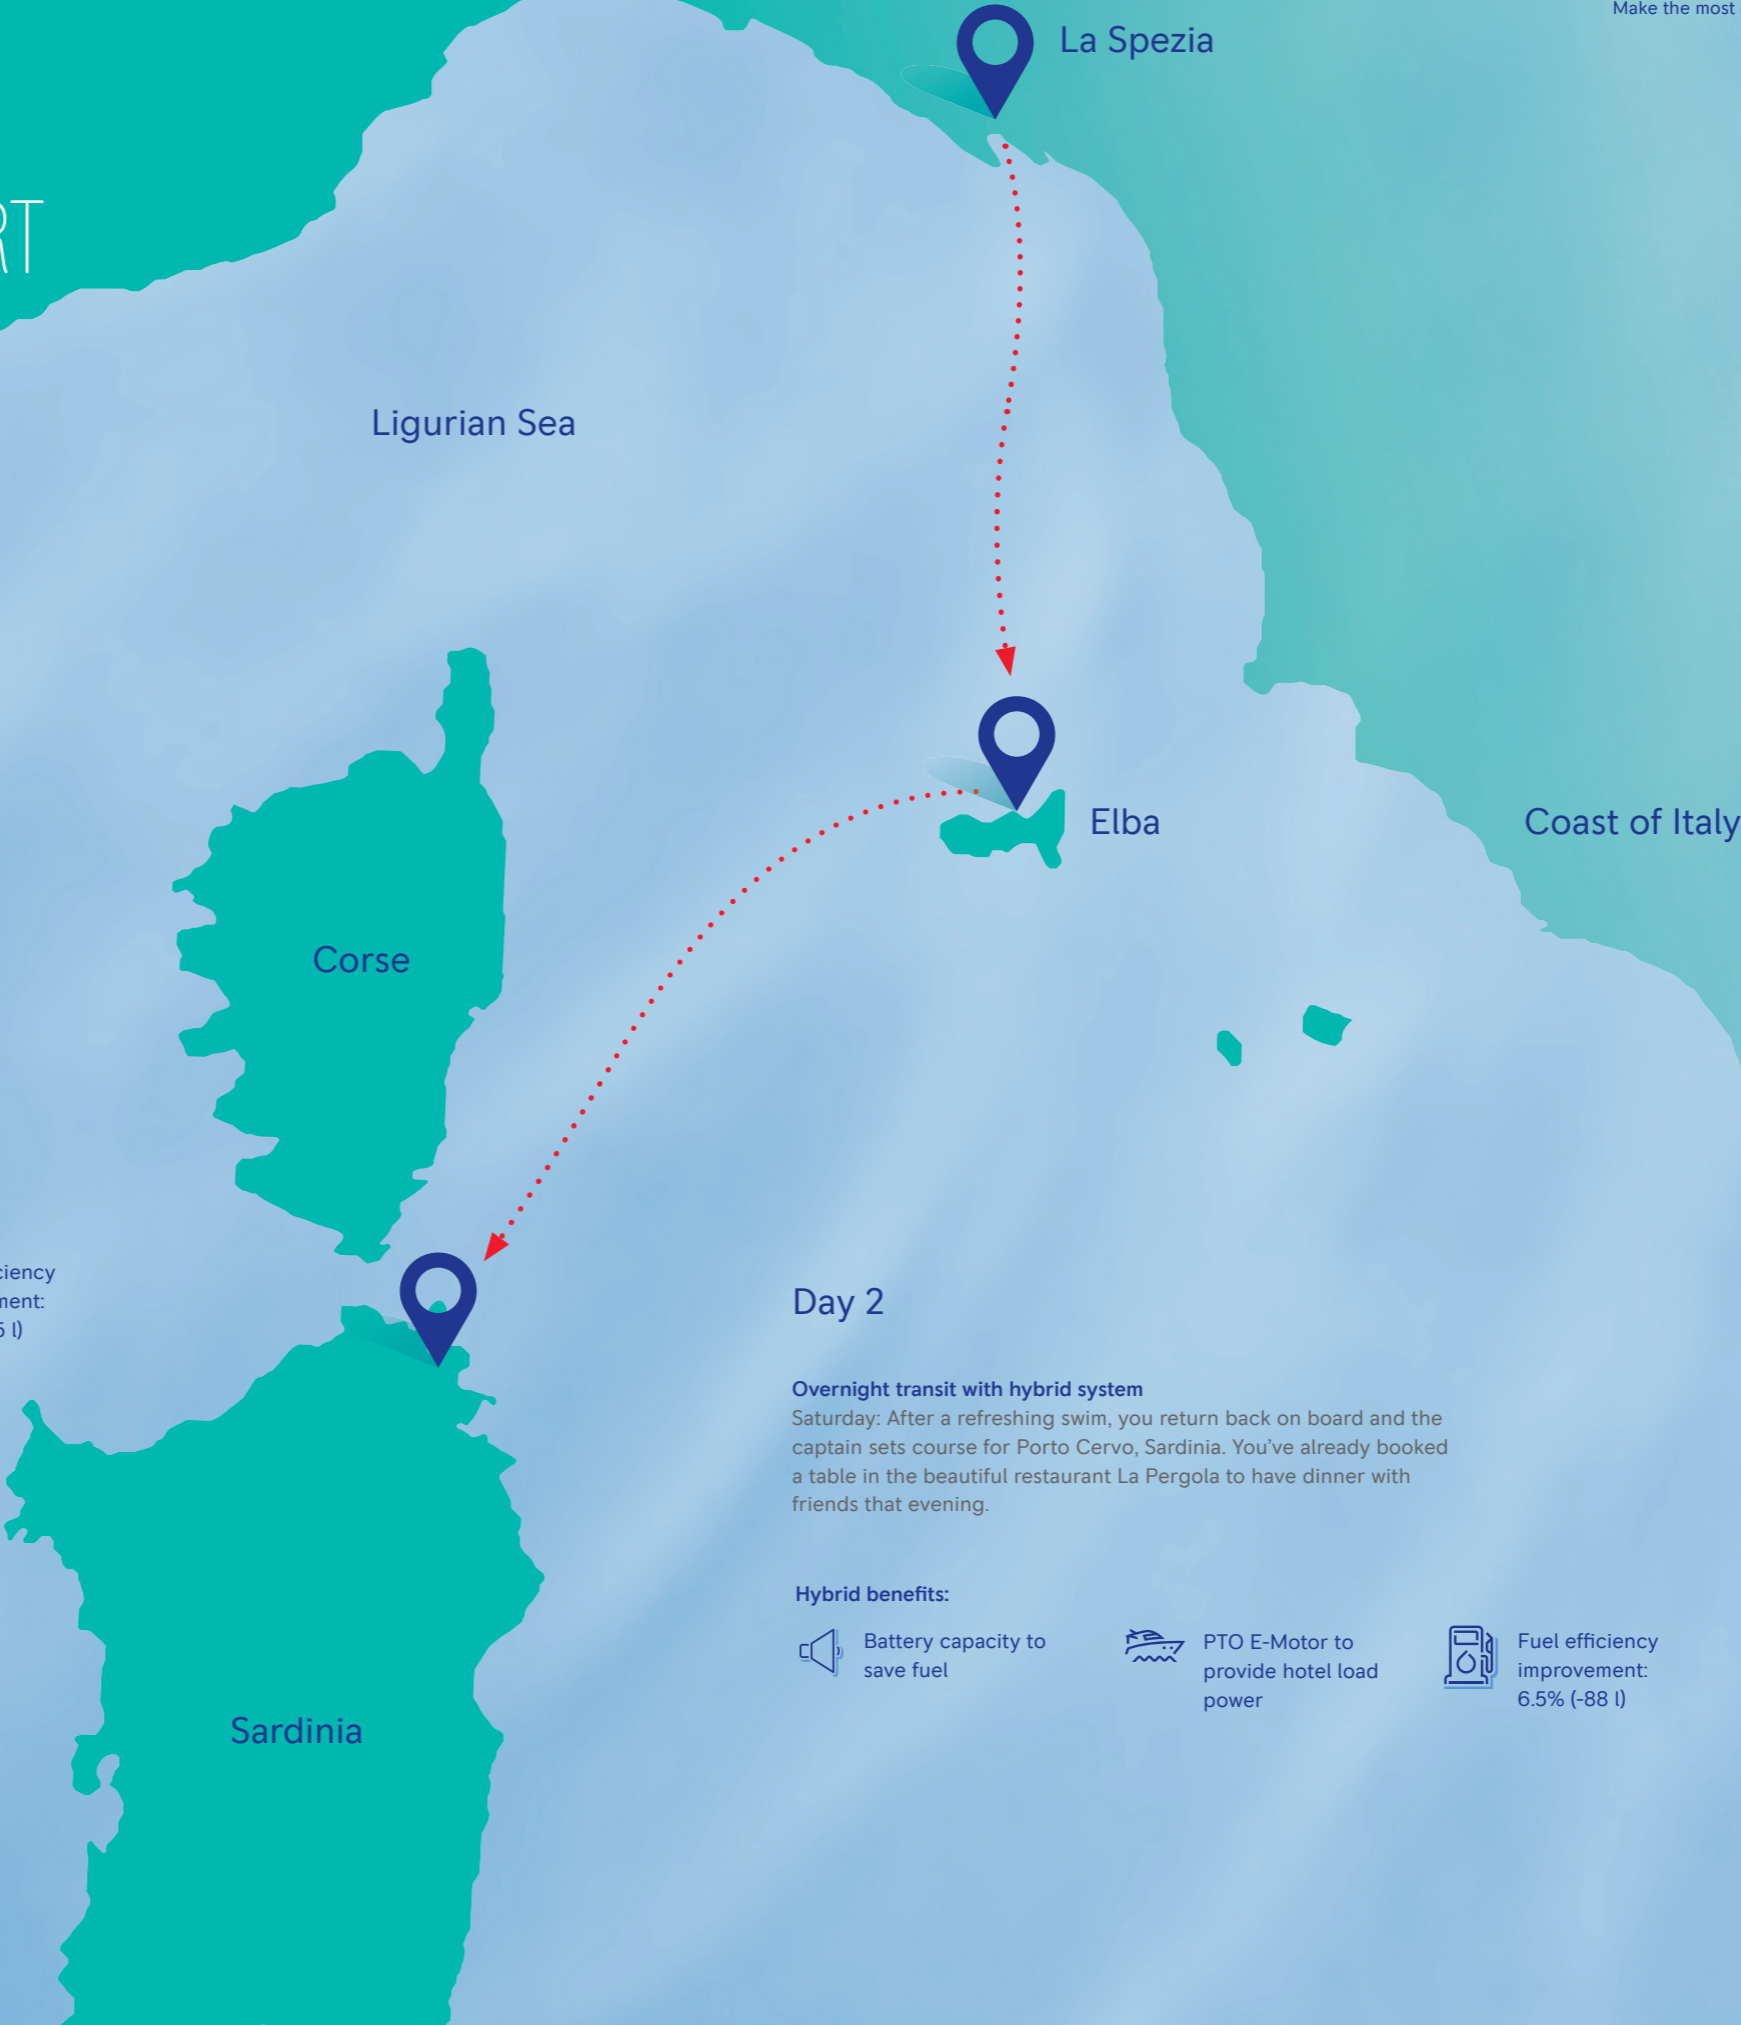 Make the most
La Spezia
RT
Ligurian Sea
Elba
Coast of Italy
Corse
ciency
ment:
5 l)
Day 2
Overnight transit with hybrid system
Saturday: After a refreshing swim, you return back on board and the
captain sets course for Porto Cervo, Sardinia. You’ve already booked
a table in the beautiful restaurant La Pergola to have dinner with
friends that evening.
Hybrid benefits:
Battery capacity to
save fuel
PTO E-Motor to
provide hotel load
power
Fuel efficiency
improvement:
6.5% (-88 l)
Sardinia